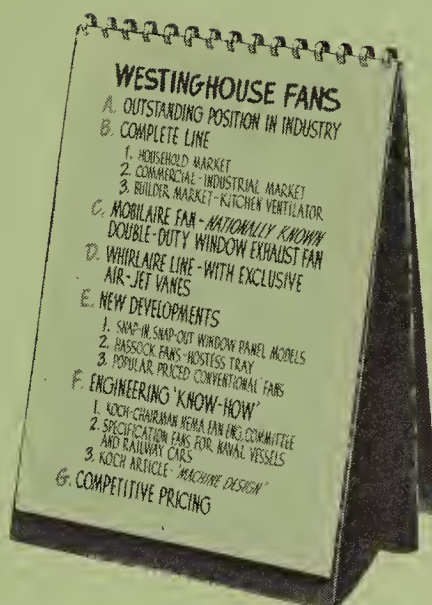 WESTINGHOUSE FANS
A. OUTSTANDING POSITION IN INDUSTRY
B. COMPLETE LINE
1. HOUSEHOLD MARKET
2. COMMERCIAL-INDUSTRIAL MARKET
3. BUILDER MARKET-KITCHEN VENTILATOR
C. MOBILAIRE FAN-NATIONALLY KNOWN
DOUBLE-DUTY WINDOW EXHAUST FAN
D. WHIRLAIRE LINE-WITH EXCLUSIVE
AIR-JET VANES
E. NEW DEVELOPMENTS
1. SNAP-IN, SNAP-OUT WINDOW PANEL MODELS
2. HASSOCK FANS-HOSTESS TRAY
3. POPULAR PRICED CONVENTIONAL FANS
F. ENGINEERING 'KNOW-HOW'
1. KOCH-CHAIRMAN NEMA FAN ENG. COMMITTEE
2. SPECIFICATION FANS FOR NAVAL VESSELS
AND RAILWAY CARS
3. KOCH ARTICLE-"MACHINE DESIGN"
G. COMPETITIVE PRICING